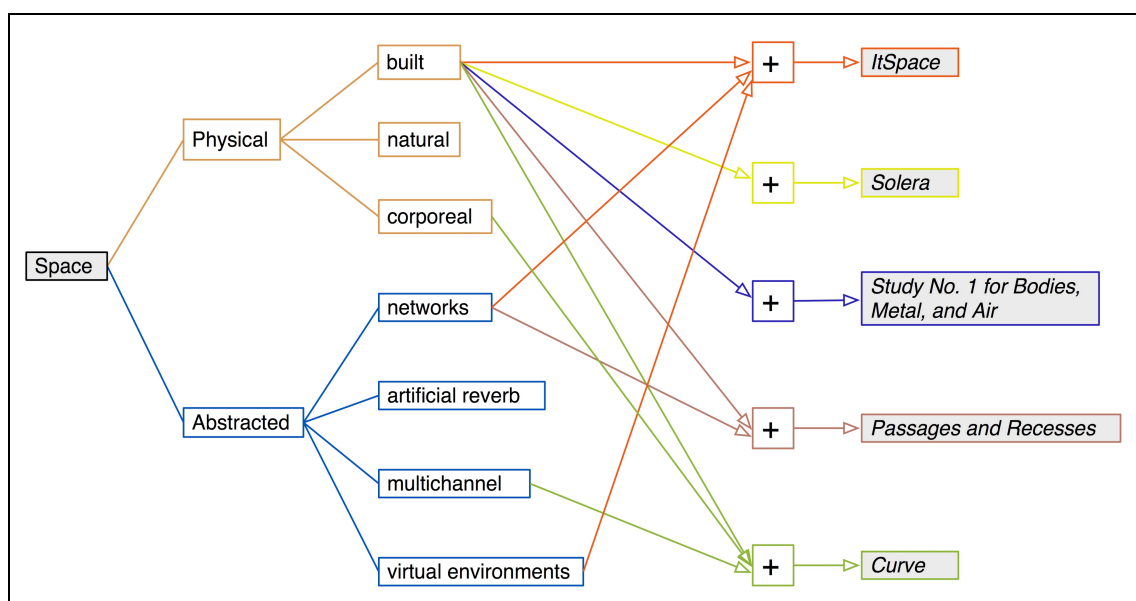 Space
Physical
Abstracted
built
natural
corporeal
networks
artificial reverb
multichannel
virtual environments
+
+
+
+
+
ItSpace
Solera
Study No. 1 for Bodies,
Metal, and Air
Passages and Recesses
Curve